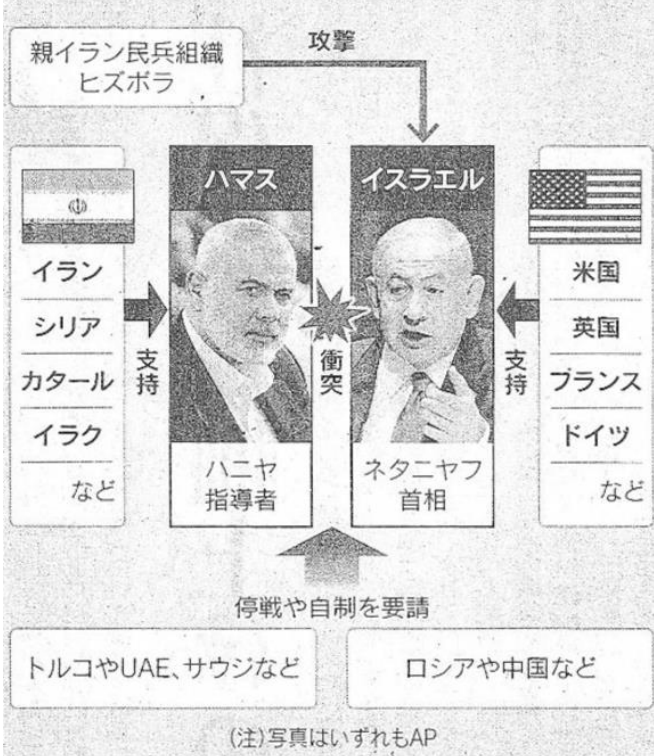 親イラン民兵組織
ヒズボラ
攻撃
ハマス
イスラエル
イラン
シリア
カタール
イラク
など
支持
衝突
支持
米国
英国
フランス
ドイツ
など
ハニヤ
指導者
ネタニヤフ
首相
停戦や自制を要請
トルコやUAE、サウジなど
ロシアや中国など
(注)写真はいずれもAP